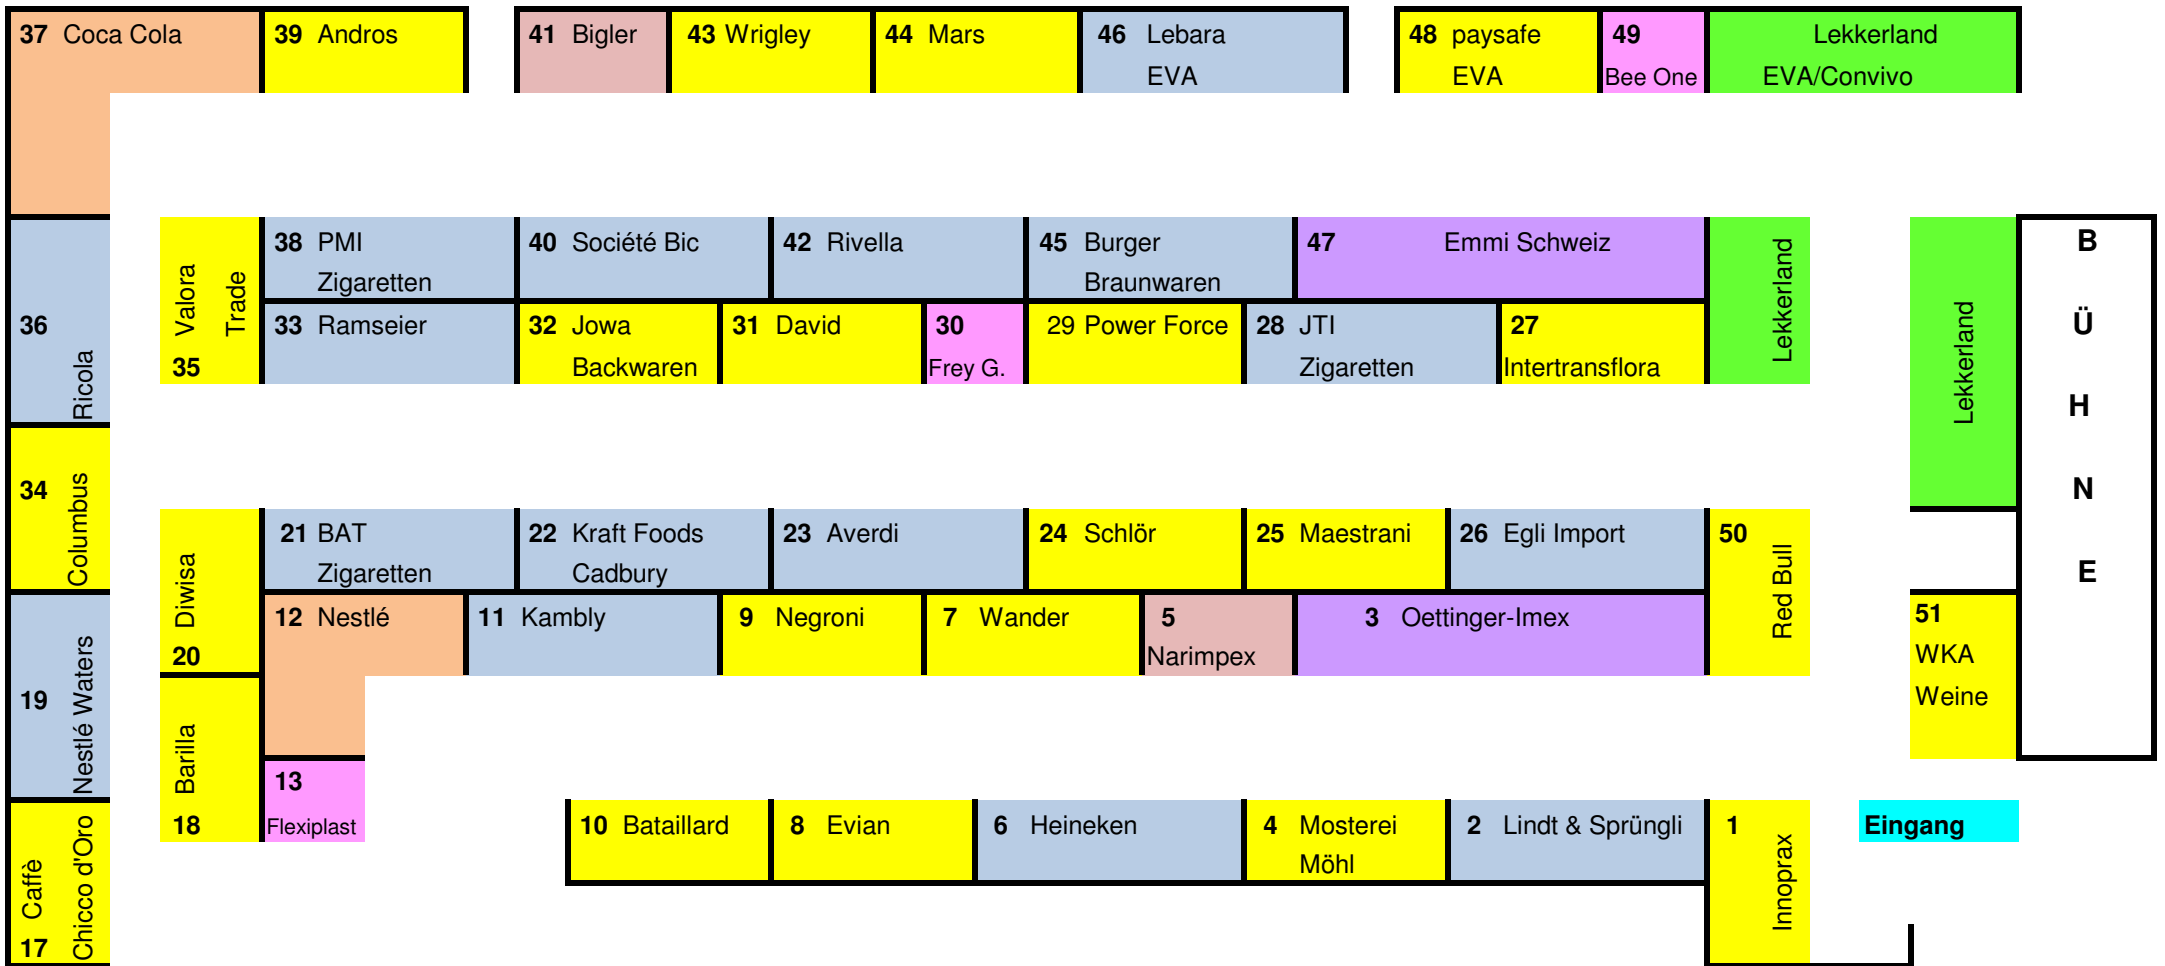 37 Coca Cola
39 Andros
41 Bigler
43 Wrigley
44 Mars
46 Lebara
EVA
48 paysafe
EVA
49
Bee One
Lekkerland
EVA/Convivo
36
Ricola
35
Valora
Trade
38 PMI
Zigaretten
40 Société Bic
42 Rivella
45 Burger
Braunwaren
47 Emmi Schweiz
Lekkerland
Lekkerland
B
Ü
H
N
E
33 Ramseier
32 Jowa
Backwaren
31 David
30
Frey G.
29 Power Force
28 JTI
Zigaretten
27
Intertransflora
34
Columbus
20 Diwisa
21 BAT
Zigaretten
22 Kraft Foods
Cadbury
23 Averdi
24 Schlör
25 Maestrani
26 Egli Import
50
Red Bull
12 Nestlé
11 Kambly
9 Negroni
7 Wander
5
Narimpex
3 Oettinger-Imex
51
WKA
Weine
19
Nestlé Waters
18 Barilla
13
Flexiplast
10 Bataillard
8 Evian
6 Heineken
4 Mosterei
Möhl
2 Lindt & Sprüngli
1
Innoprax
Eingang
17 Caffè
Chicco d'Oro